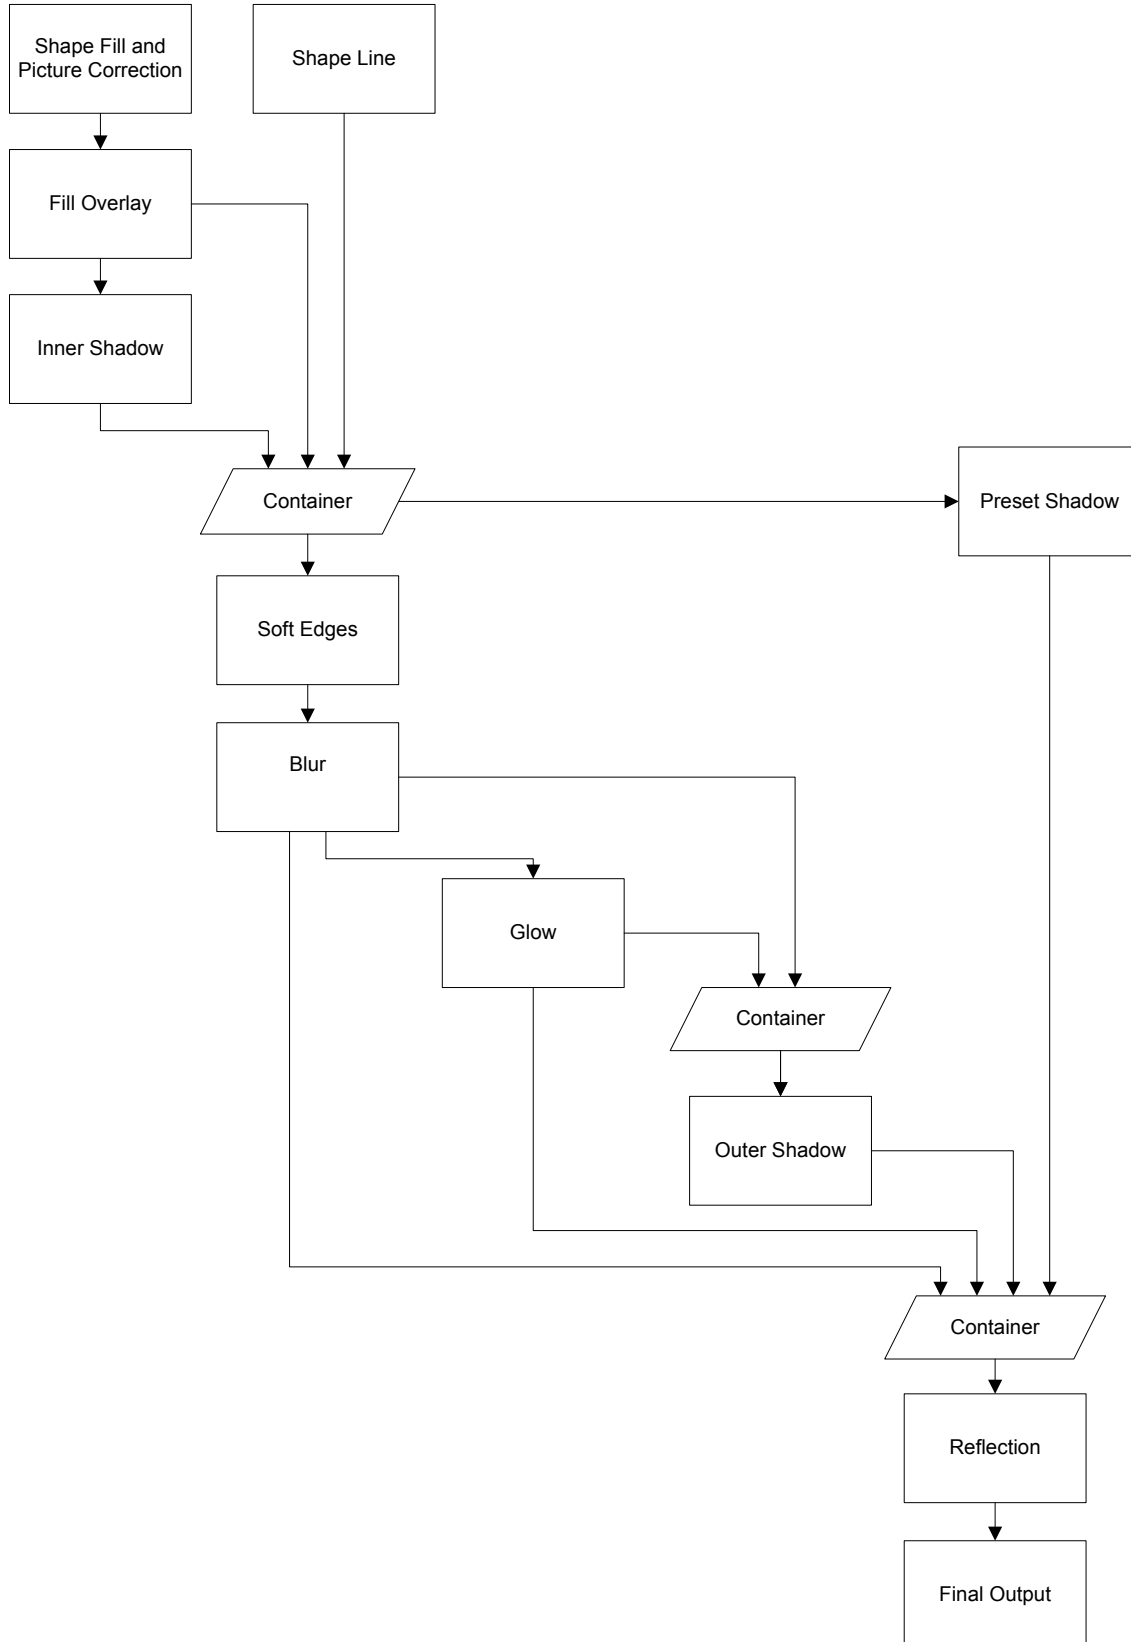 Shape Fill and
Picture Correction
Shape Line
Fill Overlay
Inner Shadow
Container
Preset Shadow
Soft Edges
Blur
Glow
Container
Outer Shadow
Container
Reflection
Final Output